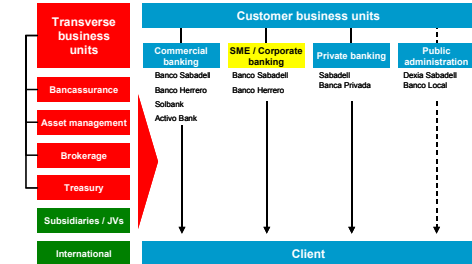 Transverse
business
units
Customer business units
Commercial
banking
SME / Corporate
banking
Private banking
Public
administration
Banco Sabadell
Banco Herrero
Solbank
Activo Bank
Banco Sabadell
Banco Herrero
Sabadell
Banca Privada
Dexia Sabadell
Banco Local
Bancassurance
Asset management
Brokerage
Treasury
Subsidiaries / JVs
International
Client